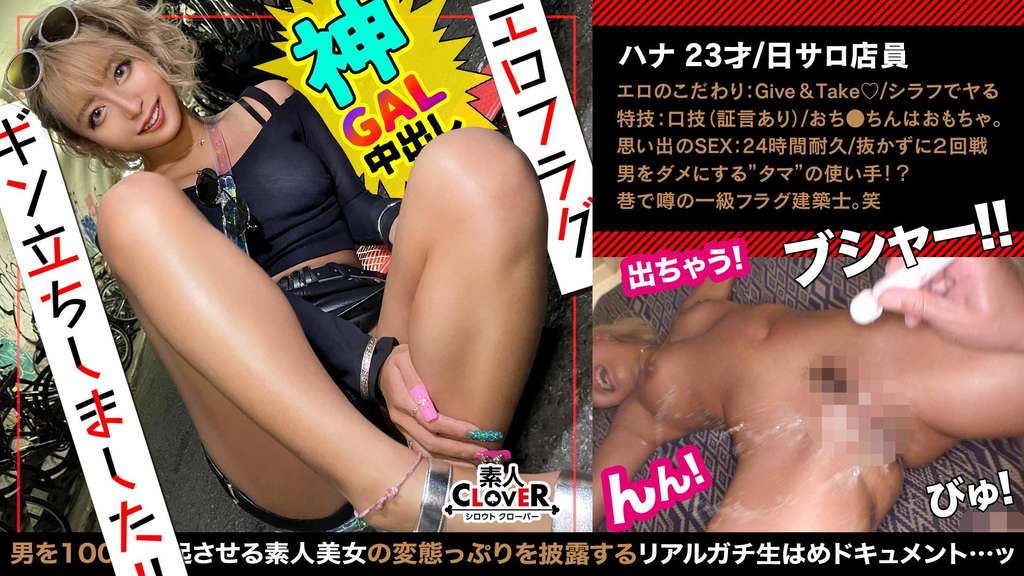 エロフラグ
ギン立ちしました!!
神
GAL
中出し
素人
CLOVER
シロウト クローバー
ハナ 23才/日サロ店員
エロのこだわり:Give&Take♡/シラフでヤる
特技:口技(証言あり)/おち●ちんはおもちゃ。
思い出のSEX:24時間耐久/抜かずに2回戦
男をダメにする"タマ"の使い手!?
巷で噂の一級フラグ建築士。笑
出ちゃう!
ブシャー!!
んん!
びゅ!
男を100 起させる素人美女の変態っぷりを披露するリアルガチ生はめドキュメント…ッ